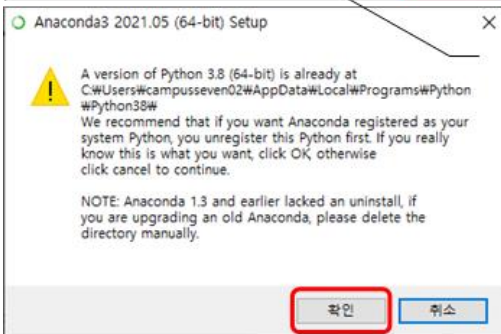 Anaconda3 2021.05 (64-bit) Setup
A version of Python 3.8 (64-bit) is already at
C:₩Users₩campusseven02₩AppData₩Local₩Programs₩Python
₩Python38₩
We recommend that if you want Anaconda registered as your
system Python, you unregister this Python first. If you really
know this is what you want, click OK, otherwise
click cancel to continue.
NOTE: Anaconda 1.3 and earlier lacked an uninstall, if
you are upgrading an old Anaconda, please delete the
directory manually.
확인
취소